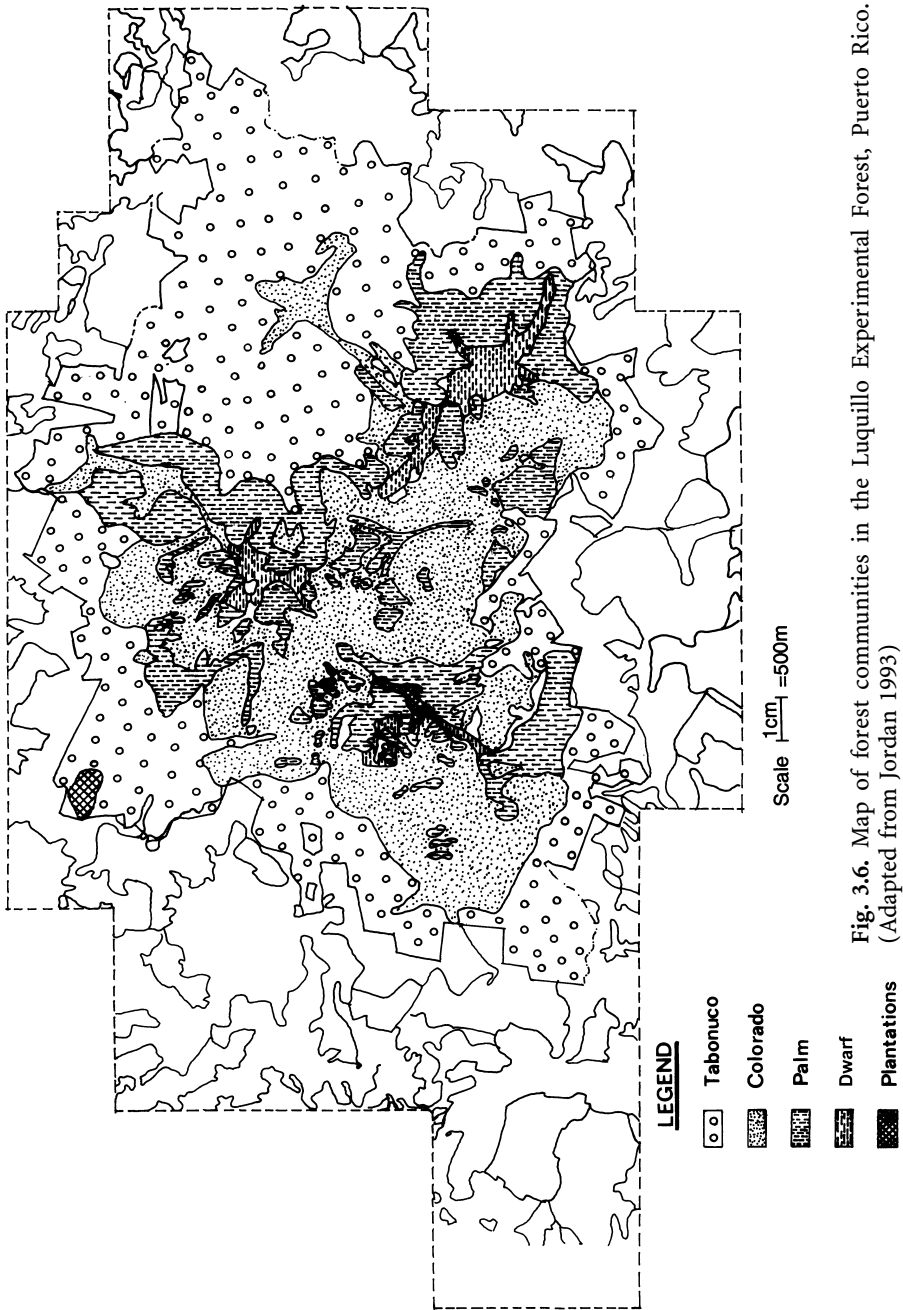 Scale 1cm =500m
LEGEND
Tabonuco
Colorado
Palm
Dwarf
Plantations
Fig. 3.6. Map of forest communities in the Luquillo Experimental Forest, Puerto Rico.
(Adapted from Jordan 1993)